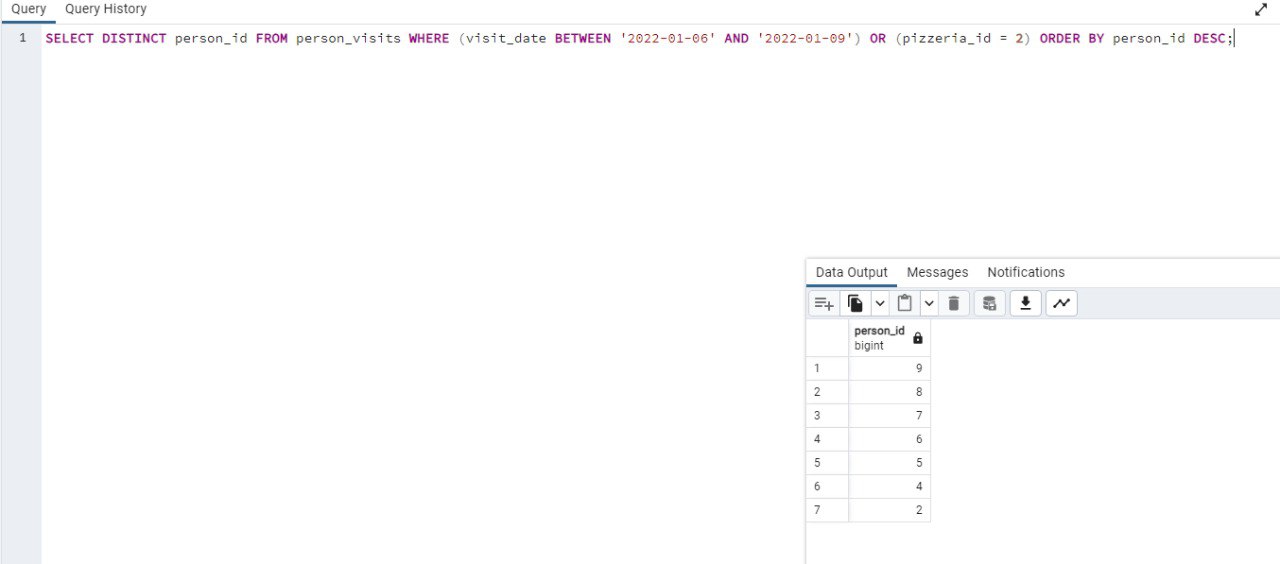 Query Query History
1 SELECT DISTINCT person_id FROM person_visits WHERE (visit_date BETWEEN '2022-01-06' AND '2022-01-09') OR (pizzeria_id = 2) ORDER BY person_id DESC;
Data Output Messages Notifications
person_id
bigint
1 9
2 8
3 7
4 6
5 5
6 4
7 2